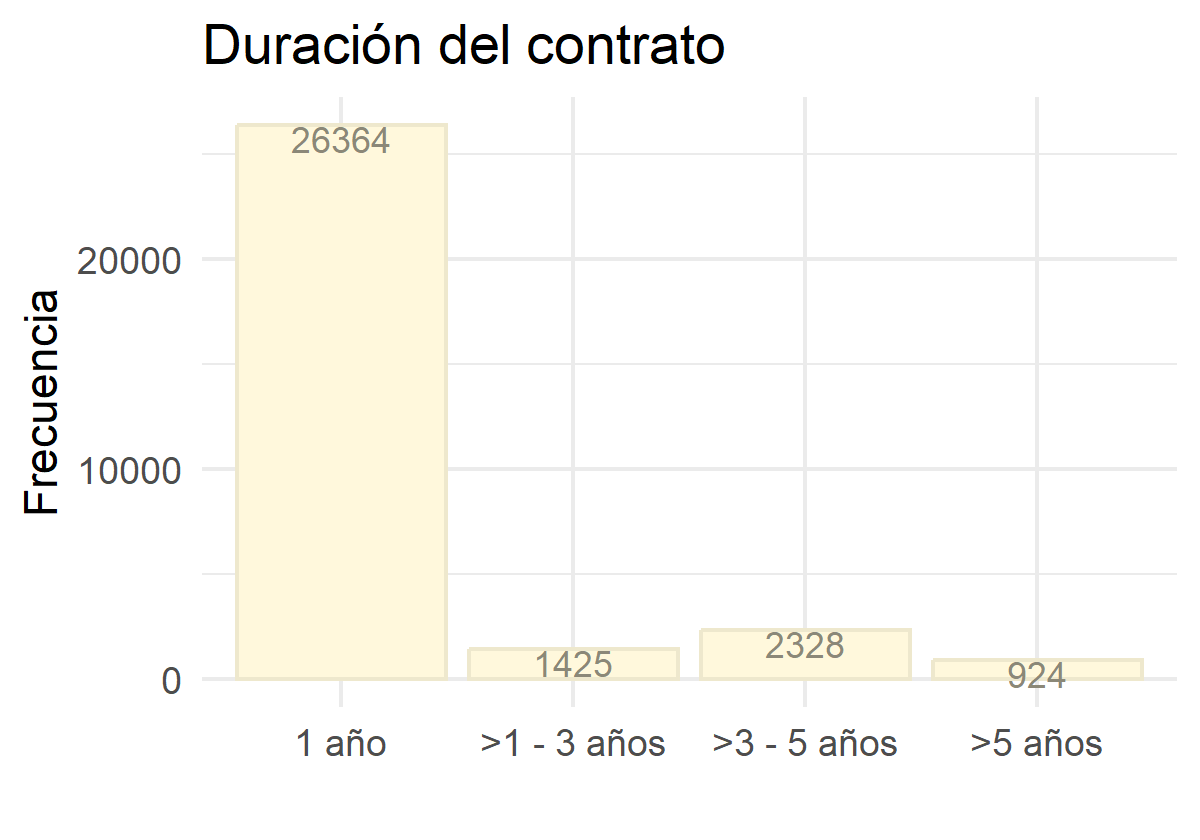 Duración del contrato
Frecuencia
20000
10000
0
26364
1425
2328
924
1 año
>1 - 3 años
>3 - 5 años
>5 años